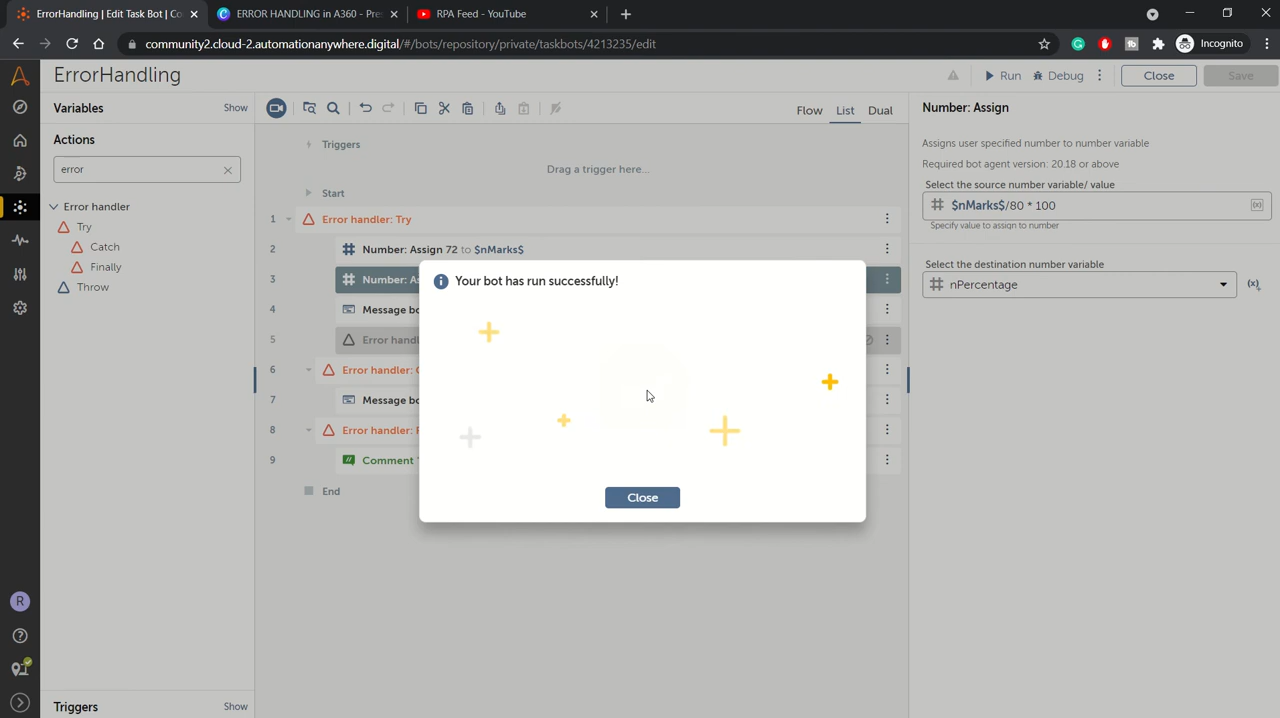 ErrorHandling | Edit Task Bot | Co
ERROR HANDLING in A360 - Pre
RPA Feed - YouTube
community2.cloud-2.automationanywhere.digital/#/bots/repository/private/taskbots/4213235/edit
Incognito
ErrorHandling
Run
Debug
Close
Save
Variables
Show
Flow
List
Dual
Number: Assign
Actions
error
Triggers
Drag a trigger here...
Assigns user specified number to number variable
Required bot agent version: 20.18 or above
Select the source number variable/ value
$nMarks$/80 * 100
Specify value to assign to number
Select the destination number variable
nPercentage
Error handler
Try
Catch
Finally
Throw
Start
1 Error handler: Try
2 Number: Assign 72 to $nMarks$
3 Number: As
4 Message bo
5 Error handl
6 Error handler: C
7 Message bo
8 Error handler: F
9 Comment "
End
Your bot has run successfully!
Close
R
Triggers
Show